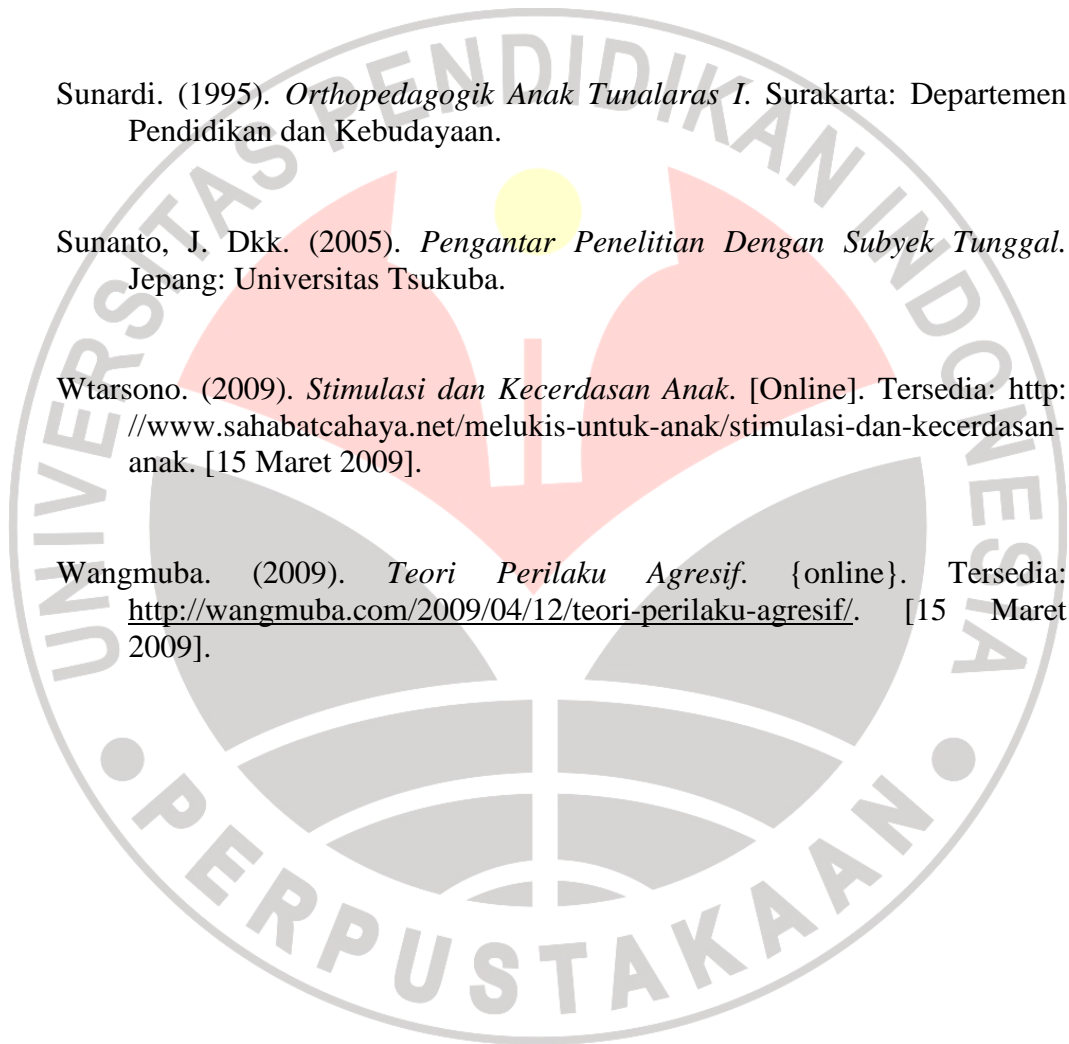 UNIVERSITAS PENDIDIKAN INDONESIA
PERPUSTAKAAN
Sunardi. (1995). Orthopedagogik Anak Tunalaras I. Surakarta: Departemen
Pendidikan dan Kebudayaan.
Sunanto, J. Dkk. (2005). Pengantar Penelitian Dengan Subyek Tunggal.
Jepang: Universitas Tsukuba.
Wtarsono. (2009). Stimulasi dan Kecerdasan Anak. [Online]. Tersedia: http:
//www.sahabatcahaya.net/melukis-untuk-anak/stimulasi-dan-kecerdasan-
anak. [15 Maret 2009].
Wangmuba. (2009). Teori Perilaku Agresif. {online}. Tersedia:
http://wangmuba.com/2009/04/12/teori-perilaku-agresif/. [15 Maret
2009].